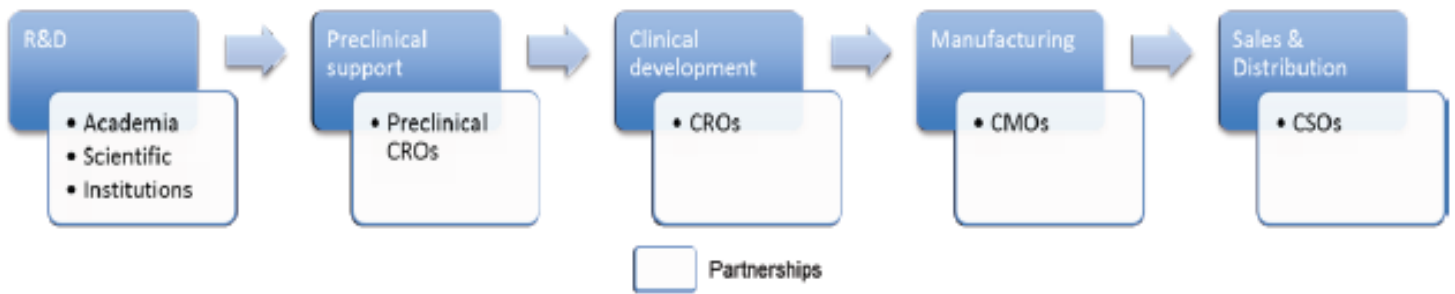 R&D
• Academia
• Scientific
• Institutions
Preclinical
support
• Preclinical
CROs
Clinical
development
• CROs
Manufacturing
• CMOs
Sales &
Distribution
• CSOs
Partnerships